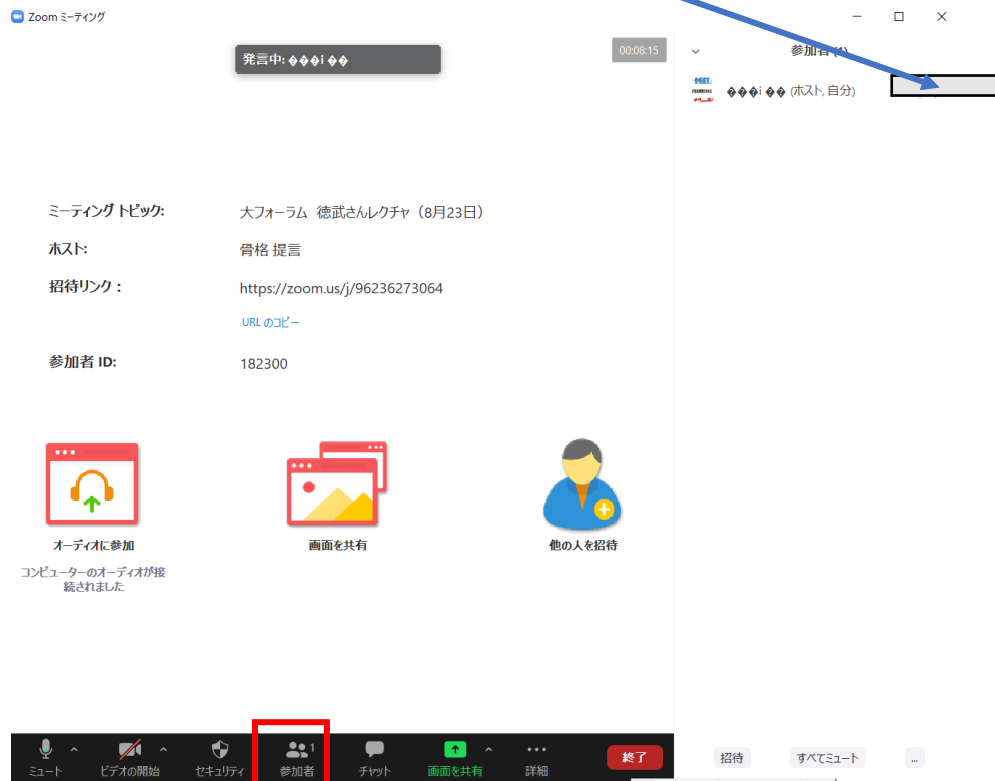 Zoom ミーティング
発言中: ���i ��
00:08:15
参加者 (1)
���i �� (ホスト, 自分)
ミーティング トピック:
大フォーラム 徳武さんレクチャ（8月23日）
ホスト:
骨格 提言
招待リンク：
https://zoom.us/j/96236273064
URL のコピー
参加者 ID:
182300
オーディオに参加
画面を共有
他の人を招待
コンピューターのオーディオが接
続されました
ミュート
ビデオの開始
セキュリティ
参加者
1
チャット
画面を共有
詳細
終了
招待
すべてミュート
...